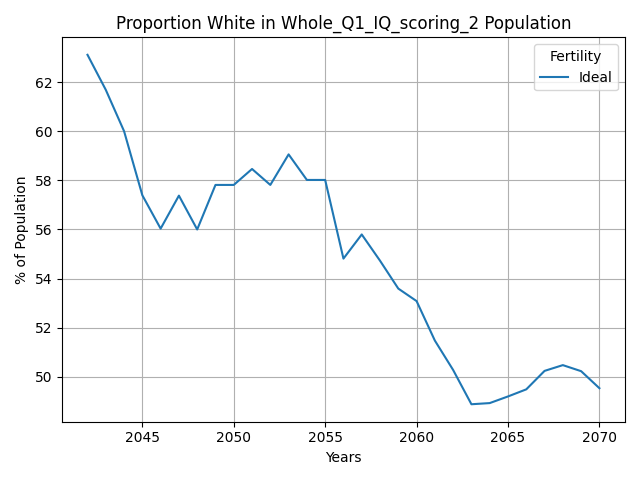 Proportion White in Whole_Q1_IQ_scoring_2 Population
Fertility
Ideal
% of Population
62
60
58
56
54
52
50
2045
2050
2055
2060
2065
2070
Years